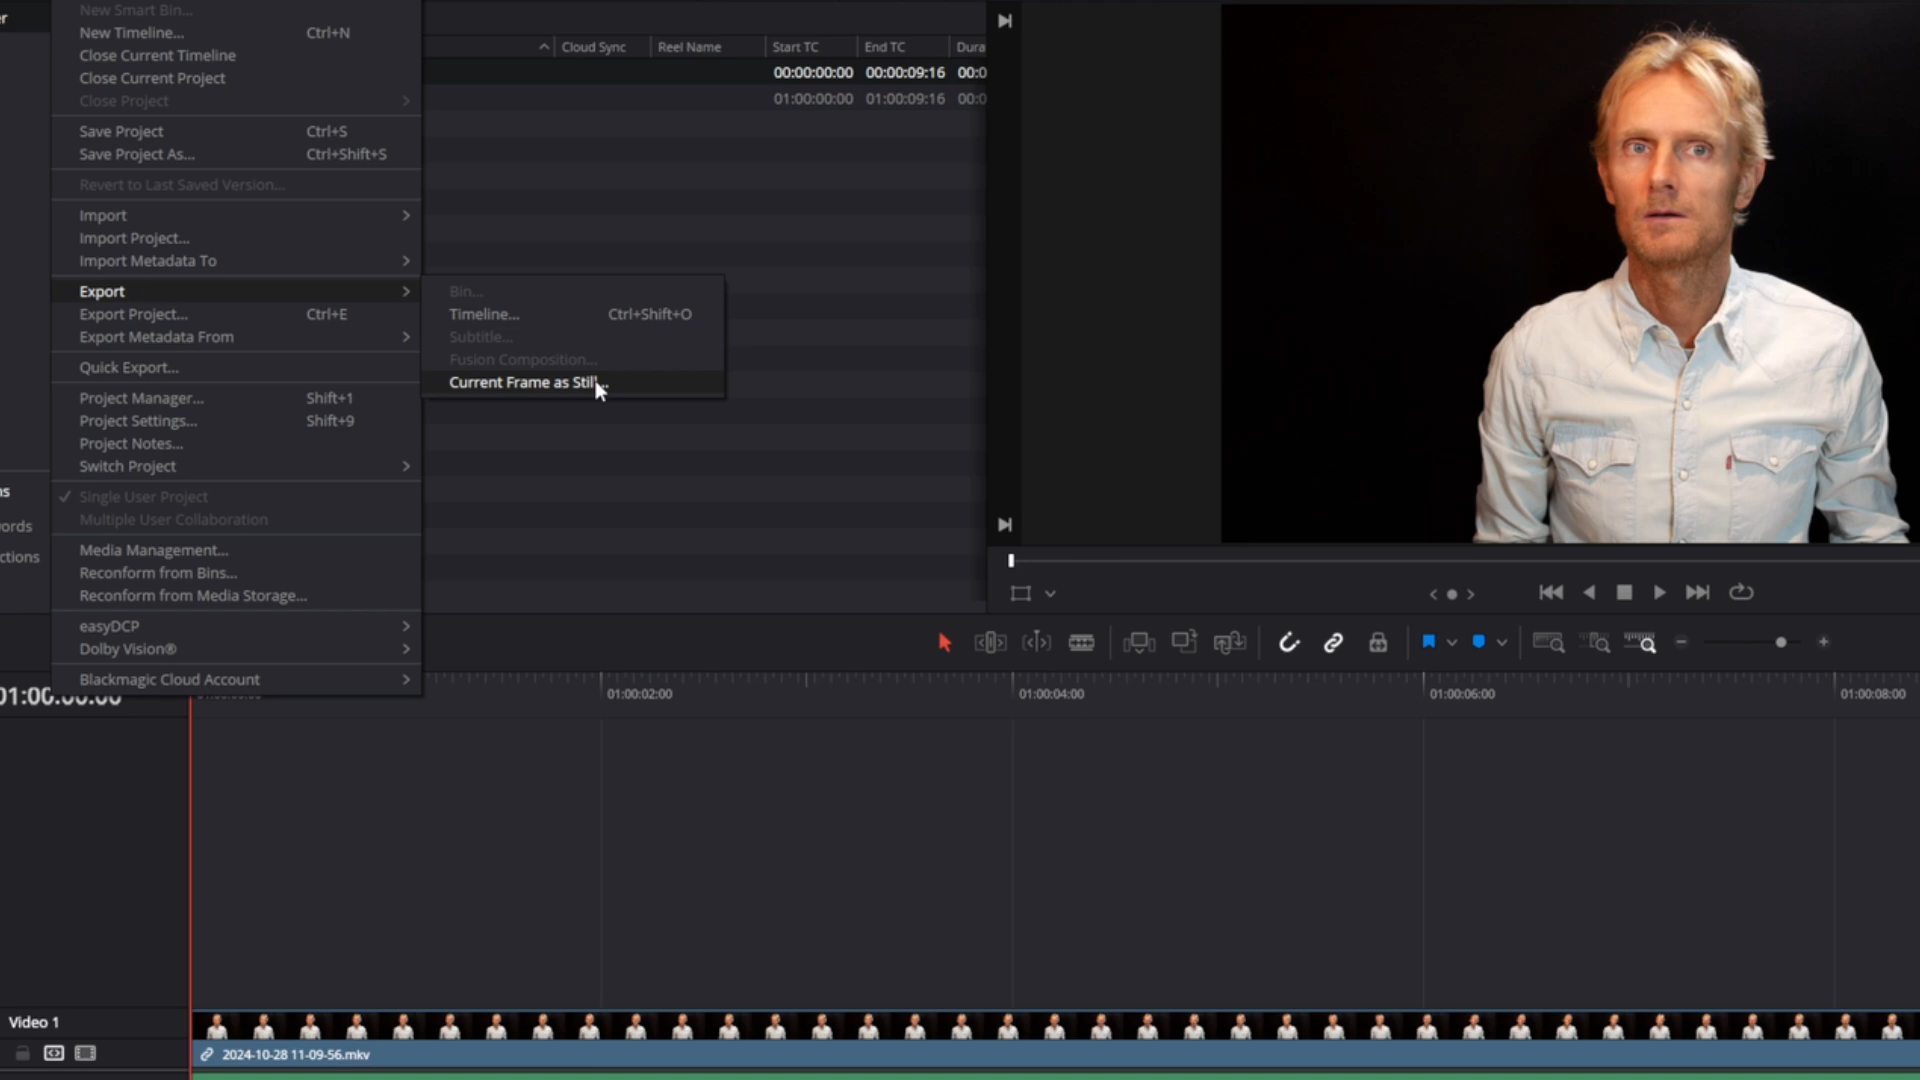 er
New Smart Bin...
New Timeline... Ctrl+N
Close Current Timeline
Close Current Project
Close Project
Save Project Ctrl+S
Save Project As... Ctrl+Shift+S
Revert to Last Saved Version...
Import
Import Project...
Import Metadata To
Export
Export Project... Ctrl+E
Export Metadata From
Quick Export...
Project Manager... Shift+1
Project Settings... Shift+9
Project Notes...
Switch Project
Single User Project
Multiple User Collaboration
Media Management...
Reconform from Bins...
Reconform from Media Storage...
easyDCP
Dolby Vision®
Blackmagic Cloud Account
Bin...
Timeline... Ctrl+Shift+O
Subtitle...
Fusion Composition...
Current Frame as Still...
Cloud Sync Reel Name Start TC End TC Dura
00:00:00:00 00:00:09:16 00:0
01:00:00:00 01:00:09:16 00:0
ns
ords
ctions
01:00:00:00
01:00:02:00 01:00:04:00 01:00:06:00 01:00:08:00
Video 1
2024-10-28 11-09-56.mkv